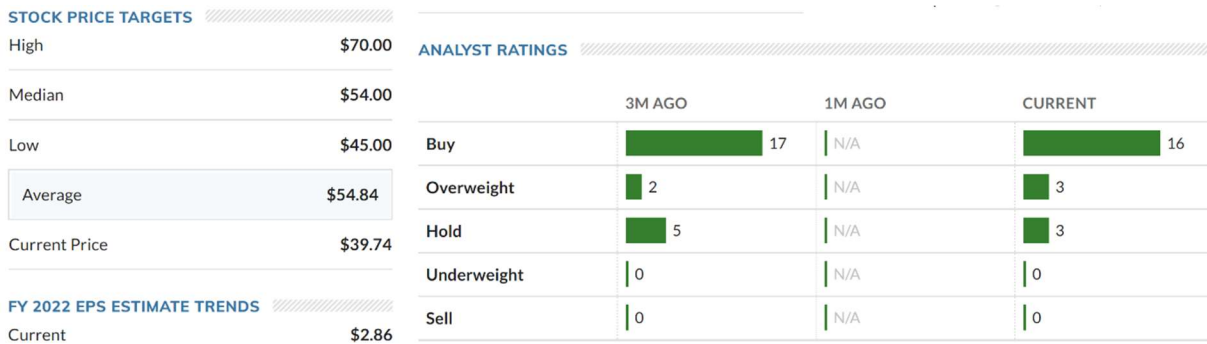 STOCK PRICE TARGETS
High $70.00
Median $54.00
Low $45.00
Average $54.84
Current Price $39.74
FY 2022 EPS ESTIMATE TRENDS
Current $2.86
ANALYST RATINGS
3M AGO 1M AGO CURRENT
Buy 17 N/A 16
Overweight 2 N/A 3
Hold 5 N/A 3
Underweight 0 N/A 0
Sell 0 N/A 0